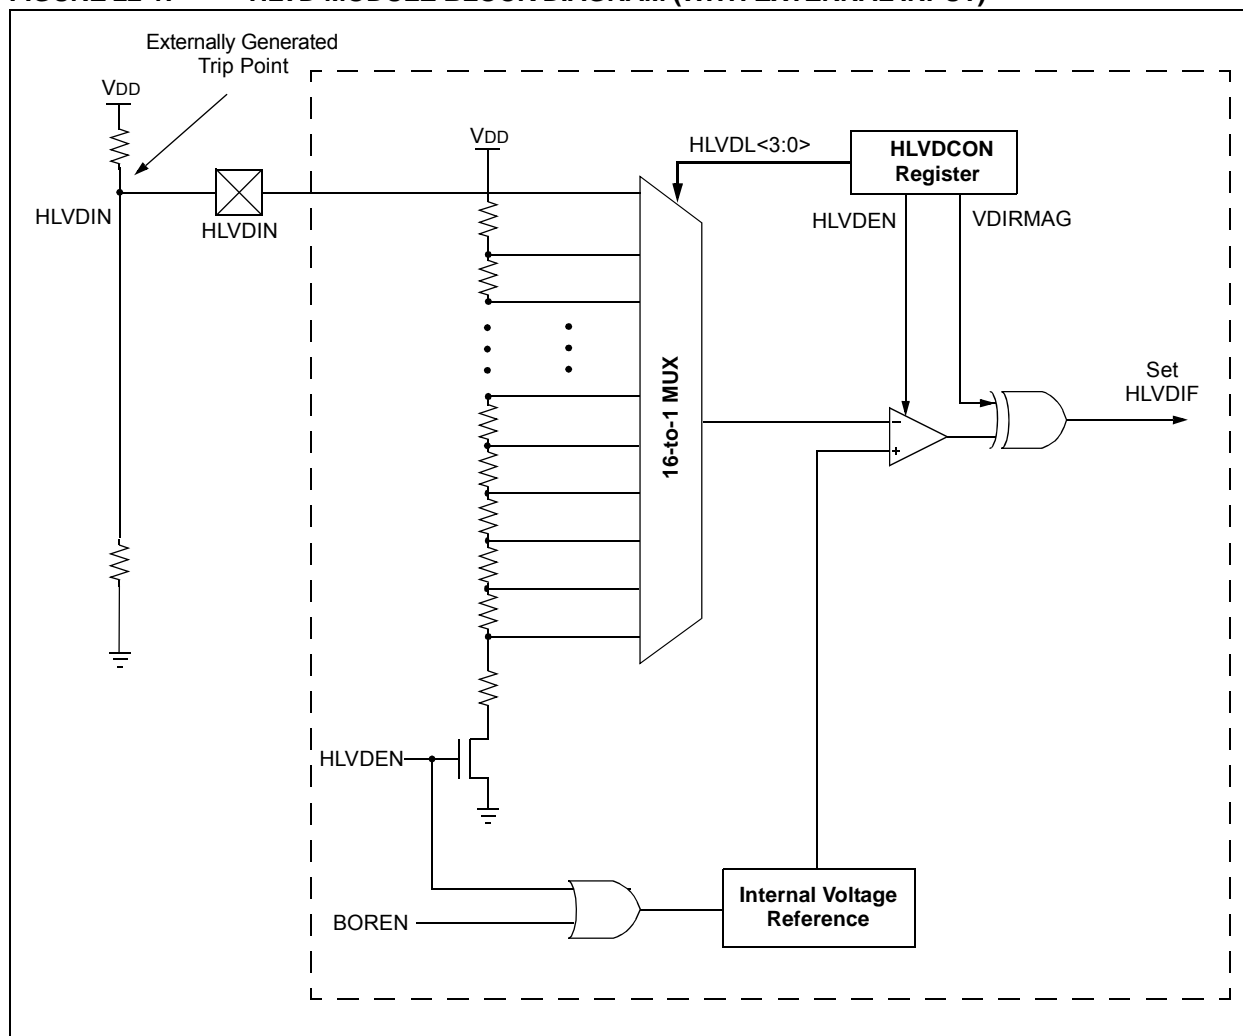 Externally Generated
Trip Point
VDD
VDD
HLVDL<3:0>
HLVDCON
Register
HLVDIN
HLVDIN
HLVDEN
VDIRMAG
16-to-1 MUX
Set
HLVDIF
–
+
HLVDEN
BOREN
Internal Voltage
Reference